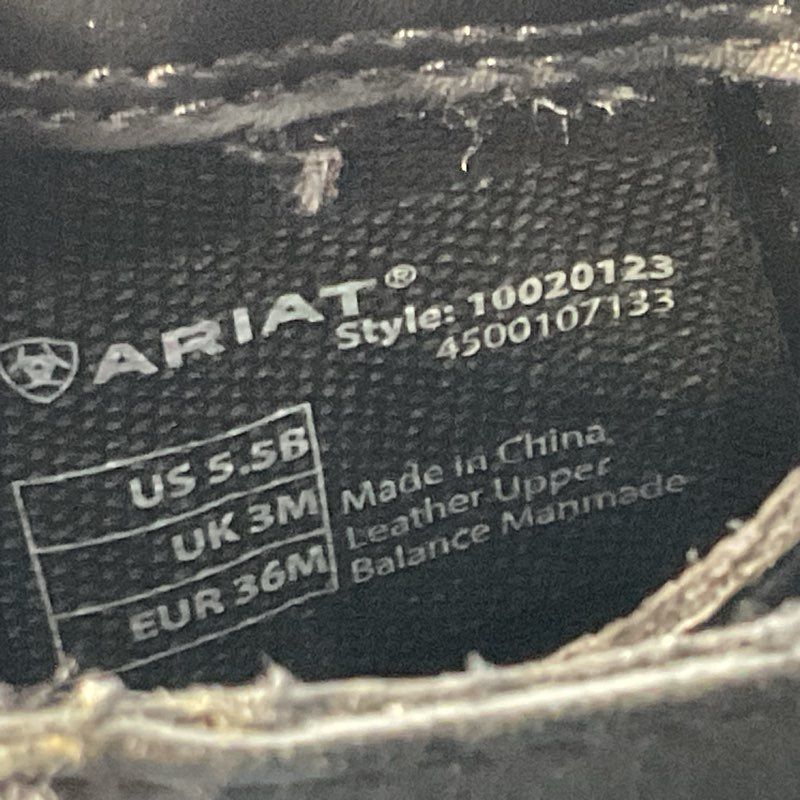 ARIAT®
Style: 10020123
4500107133
US 5.5B
UK 3M
EUR 36M
Made in China
Leather Upper
Balance Manmade